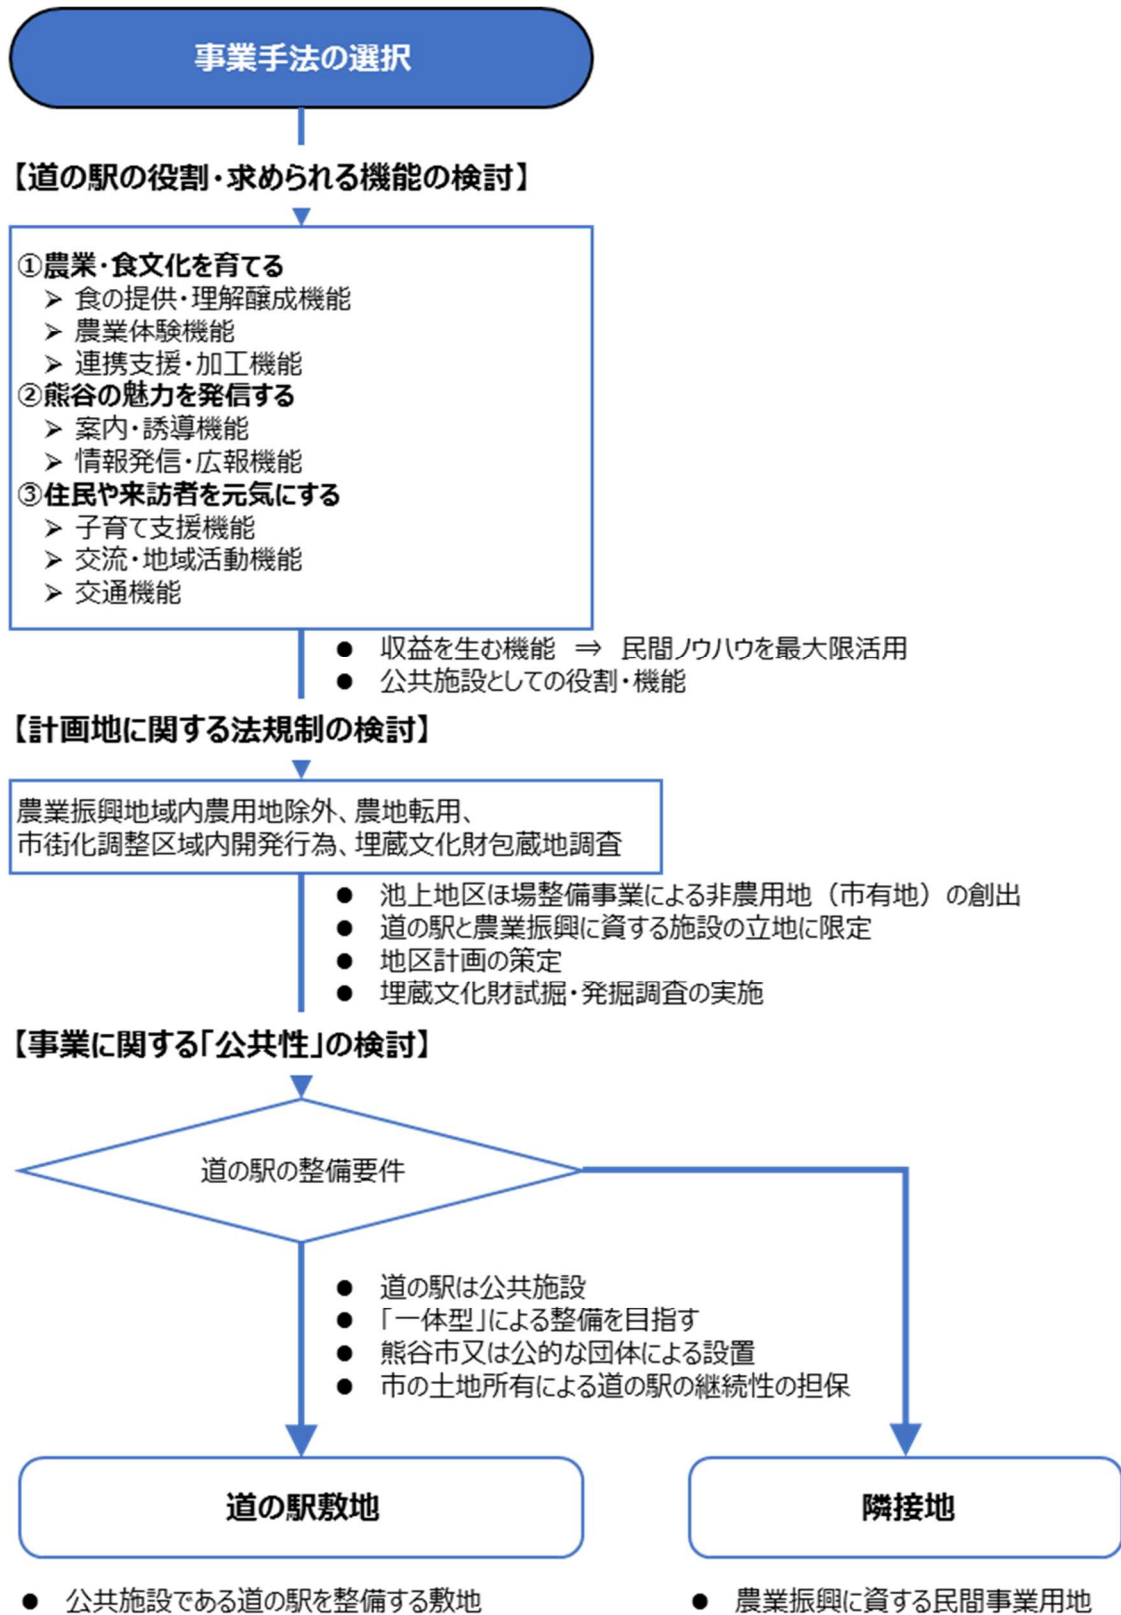 事業手法の選択
【道の駅の役割・求められる機能の検討】
①農業・食文化を育てる
➢ 食の提供・理解醸成機能
➢ 農業体験機能
➢ 連携支援・加工機能
②熊谷の魅力を発信する
➢ 案内・誘導機能
➢ 情報発信・広報機能
③住民や来訪者を元気にする
➢ 子育て支援機能
➢ 交流・地域活動機能
➢ 交通機能
● 収益を生む機能 ⇒ 民間ノウハウを最大限活用
● 公共施設としての役割・機能
【計画地に関する法規制の検討】
農業振興地域内農用地除外、農地転用、
市街化調整区域内開発行為、埋蔵文化財包蔵地調査
● 池上地区ほ場整備事業による非農用地（市有地）の創出
● 道の駅と農業振興に資する施設の立地に限定
● 地区計画の策定
● 埋蔵文化財試掘・発掘調査の実施
【事業に関する「公共性」の検討】
道の駅の整備要件
● 道の駅は公共施設
● 「一体型」による整備を目指す
● 熊谷市又は公的な団体による設置
● 市の土地所有による道の駅の継続性の担保
道の駅敷地
隣接地
● 公共施設である道の駅を整備する敷地
● 農業振興に資する民間事業用地